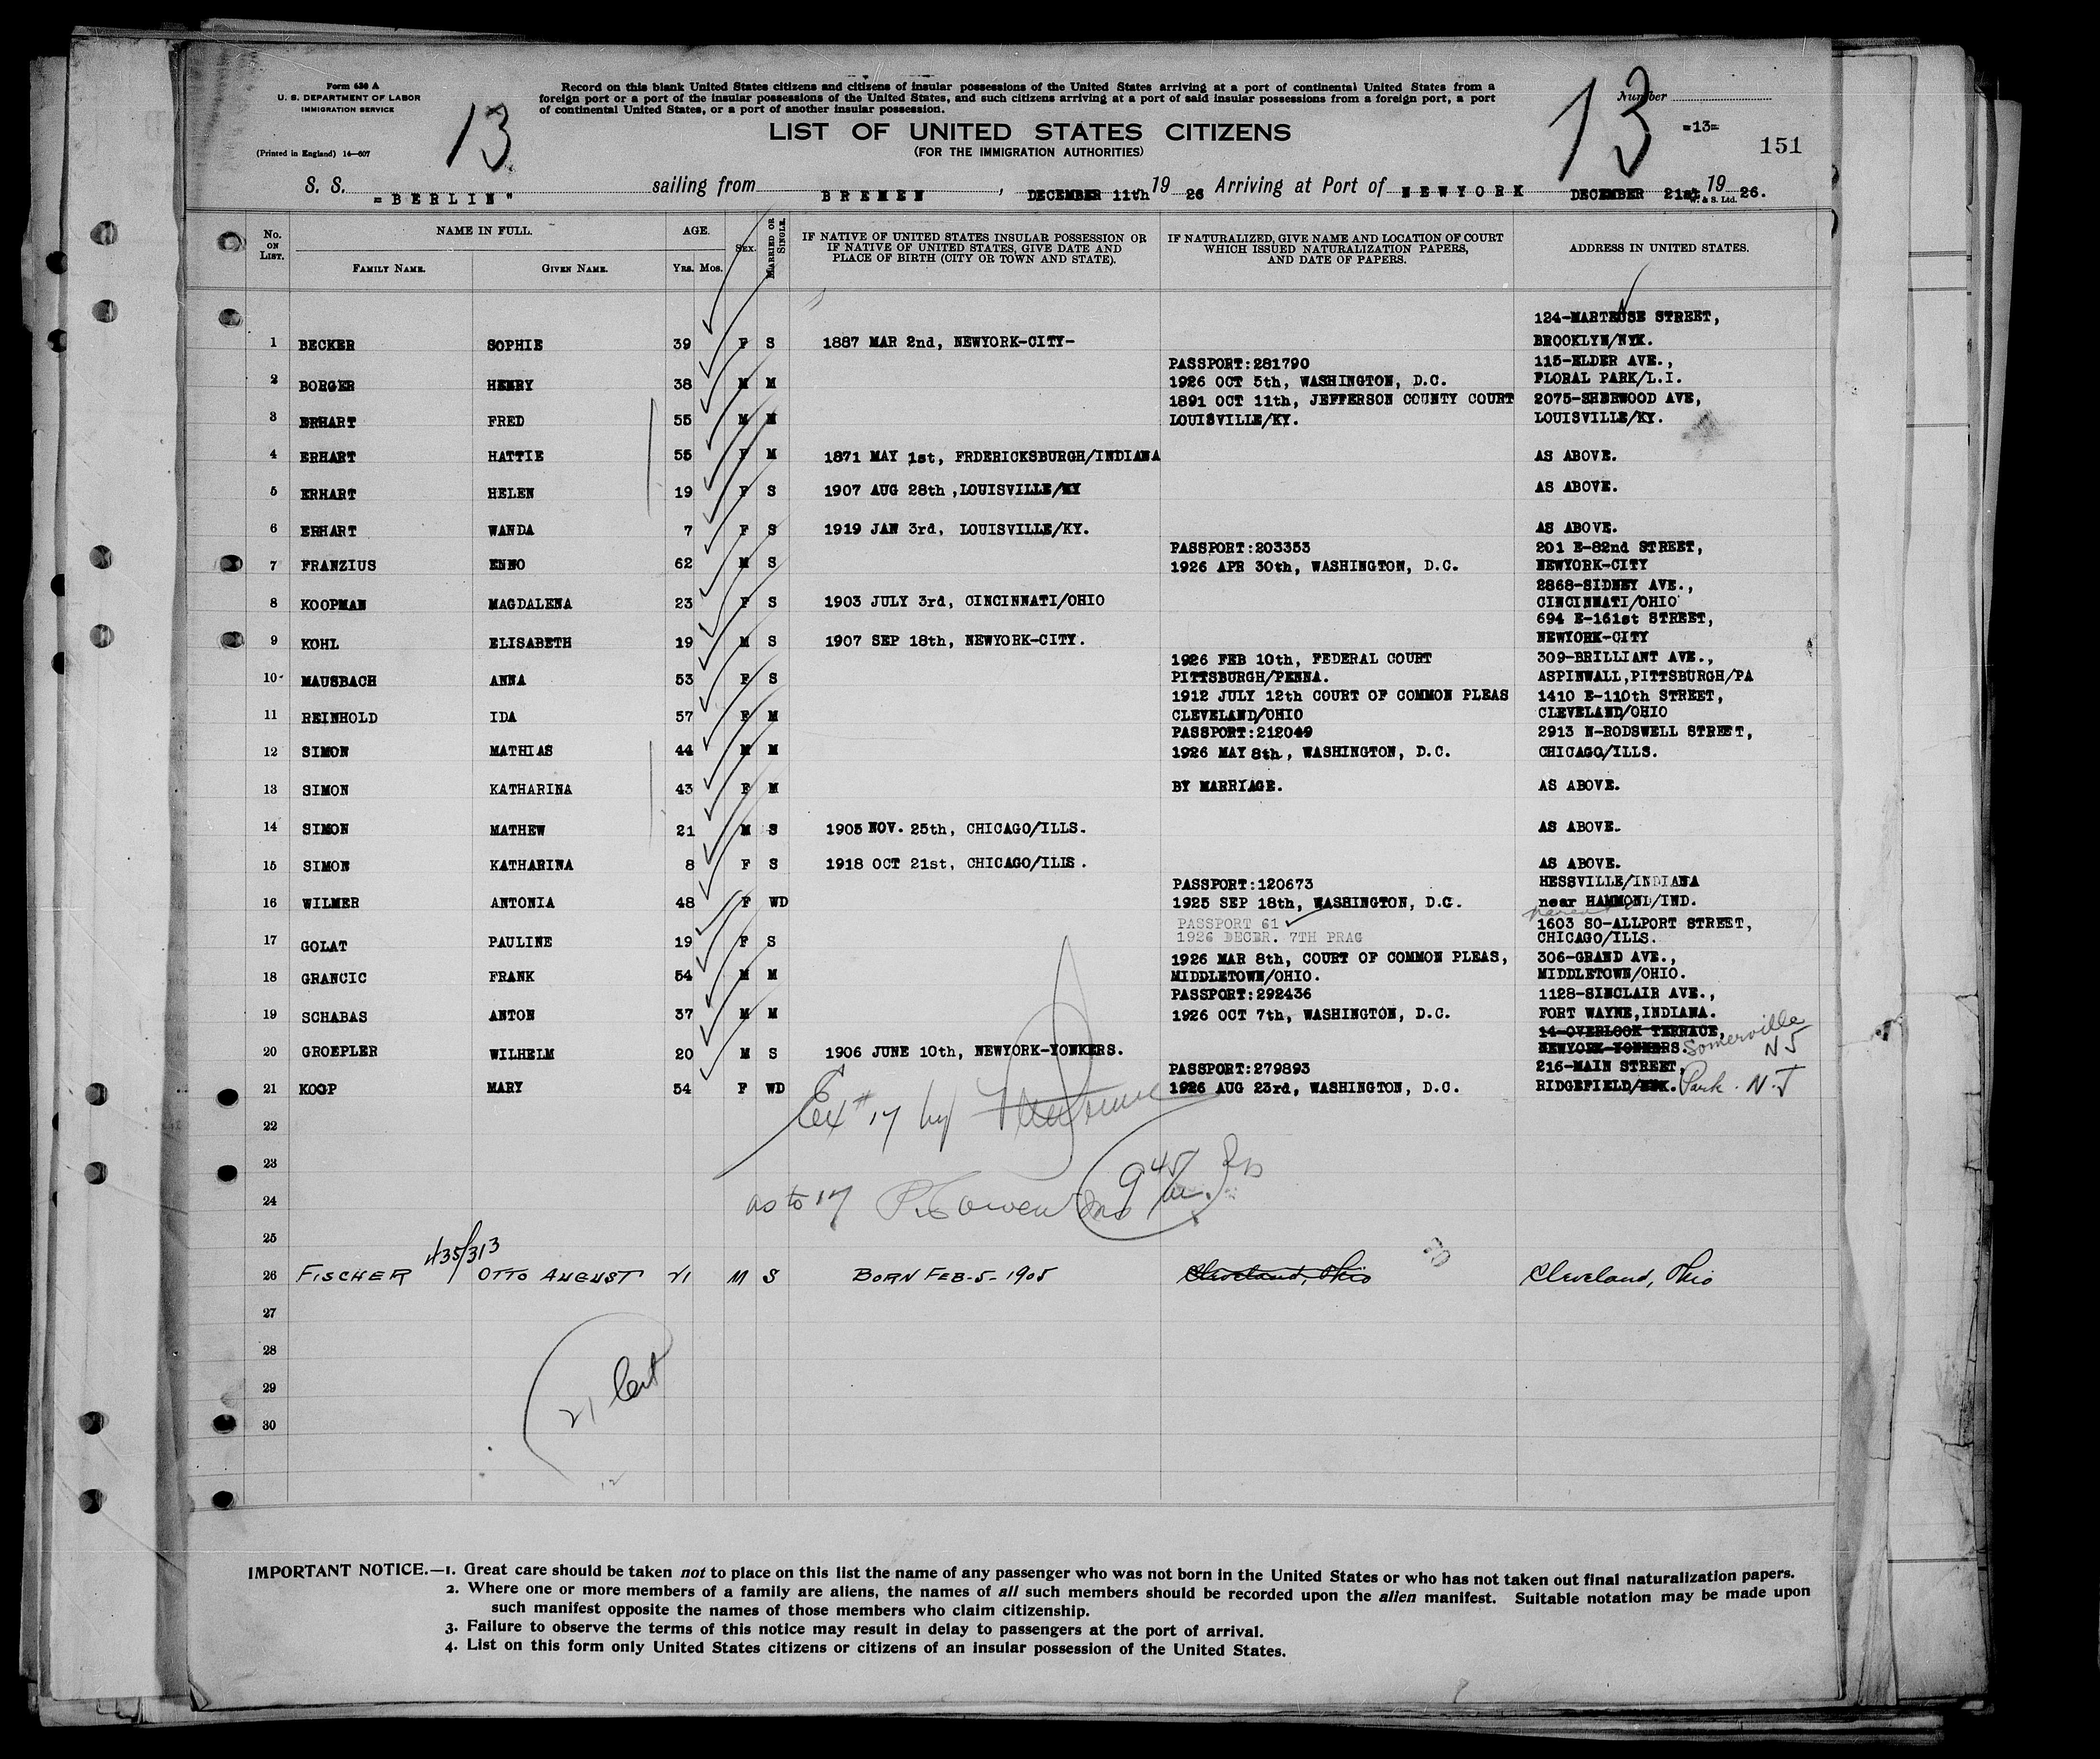 Form 630 A
U. S. DEPARTMENT OF LABOR
IMMIGRATION SERVICE
(Printed in England) 14—607
13
Record on this blank United States citizens and citizens of insular possessions of the United States arriving at a port of continental United States from a
foreign port or a port of the insular possessions of the United States, and such citizens arriving at a port of said insular possessions from a foreign port, a port
of continental United States, or a port of another insular possession.
LIST OF UNITED STATES CITIZENS
(FOR THE IMMIGRATION AUTHORITIES)
Number
13
=13=
151
S. S. "BERLIN" sailing from BREMEN, DECEMBER 11th 19 26 Arriving at Port of NEWYORK DECEMBER 21st 19 26.
W. & S. Ltd.
No. ON LIST. NAME IN FULL. AGE. SEX. MARRIED OR SINGLE. IF NATIVE OF UNITED STATES INSULAR POSSESSION OR IF NATIVE OF UNITED STATES, GIVE DATE AND PLACE OF BIRTH (CITY OR TOWN AND STATE). IF NATURALIZED, GIVE NAME AND LOCATION OF COURT WHICH ISSUED NATURALIZATION PAPERS, AND DATE OF PAPERS. ADDRESS IN UNITED STATES.
FAMILY NAME. GIVEN NAME. Yrs. Mos.
124- STREET,
1 BECKER SOPHIE 39 F S 1887 MAR 2nd, NEWYORK-CITY- BROOKLYN/NYK.
PASSPORT:281790 115-ELDER AVE.,
2 BORGER HENRY 38 M M 1926 OCT 5th, WASHINGTON, D.C. FLORAL PARK/L.I.
1891 OCT 11th, JEFFERSON COUNTY COURT 2075-SHERWOOD AVE,
3 ERHART FRED 55 M M LOUISVILLE/KY. LOUISVILLE/KY.
4 ERHART HATTIE 55 F M 1871 MAY 1st, FRDERICKSBURGH/INDIANA AS ABOVE.
5 ERHART HELEN 19 F S 1907 AUG 28th ,LOUISVILLE/KY AS ABOVE.
6 ERHART WANDA 7 F S 1919 JAN 3rd, LOUISVILLE/KY. AS ABOVE.
PASSPORT:203353 201 E-82nd STREET,
7 FRANZIUS ENNO 62 M S 1926 APR 30th, WASHINGTON, D.C. NEWYORK-CITY
2868-SIDNEY AVE.,
8 KOOPMAN MAGDALENA 23 F S 1903 JULY 3rd, CINCINNATI/OHIO CINCINNATI/OHIO
694 E-161st STREET,
9 KOHL ELISABETH 19 M S 1907 SEP 18th, NEWYORK-CITY. NEWYORK-CITY
1926 FEB 10th, FEDERAL COURT 309-BRILLIANT AVE.,
10 MAUSBACH ANNA 53 F S PITTSBURGH/PENNA. ASPINWALL,PITTSBURGH/PA
1912 JULY 12th COURT OF COMMON PLEAS 1410 E-110th STREET,
11 REINHOLD IDA 57 F M CLEVELAND/OHIO CLEVELAND/OHIO
PASSPORT:212049 2913 N-RODSWELL STREET,
12 SIMON MATHIAS 44 M M 1926 MAY 8th, WASHINGTON, D.C. CHICAGO/ILLS.
13 SIMON KATHARINA 43 F M BY MARRIAGE. AS ABOVE.
14 SIMON MATHEW 21 M S 1905 NOV. 25th, CHICAGO/ILLS. AS ABOVE.
15 SIMON KATHARINA 8 F S 1918 OCT 21st, CHICAGO/ILLS. AS ABOVE.
PASSPORT:120673 HESSVILLE/INDIANA
16 WILMER ANTONIA 48 F WD 1925 SEP 18th, WASHINGTON, D.C. near HAMMOND/IND.
PASSPORT 61 1603 SO-ALLPORT STREET,
17 GOLAT PAULINE 19 F S 1926 DECBR. 7TH PRAG CHICAGO/ILLS.
1926 MAR 8th, COURT OF COMMON PLEAS, 306-GRAND AVE.,
18 GRANCIC FRANK 54 M M MIDDLETOWN/OHIO. MIDDLETOWN/OHIO.
PASSPORT:292436 1128-SINCLAIR AVE.,
19 SCHABAS ANTON 37 M M 1926 OCT 7th, WASHINGTON, D.C. FORT WAYNE,INDIANA.
14-OVERLOOK TERRACE,
20 GROEPLER WILHELM 20 M S 1906 JUNE 10th, NEWYORK-YONKERS. NEWYORK-YONKERS. Somerville NJ
PASSPORT:279893 216-MAIN STREET,
21 KOOP MARY 54 F WD 1926 AUG 23rd, WASHINGTON, D.C. RIDGEFIELD/NYK. Park. N.J
22
Ex # 17 by
23
24
as to 17 9 45
25
435/313
26 FISCHER OTTO AUGUST 21 M S BORN FEB-5-1905 Cleveland, Ohio Cleveland, Ohio
27
28
29
21
30
IMPORTANT NOTICE.—1. Great care should be taken not to place on this list the name of any passenger who was not born in the United States or who has not taken out final naturalization papers.
2. Where one or more members of a family are aliens, the names of all such members should be recorded upon the alien manifest. Suitable notation may be made upon
such manifest opposite the names of those members who claim citizenship.
3. Failure to observe the terms of this notice may result in delay to passengers at the port of arrival.
4. List on this form only United States citizens or citizens of an insular possession of the United States.